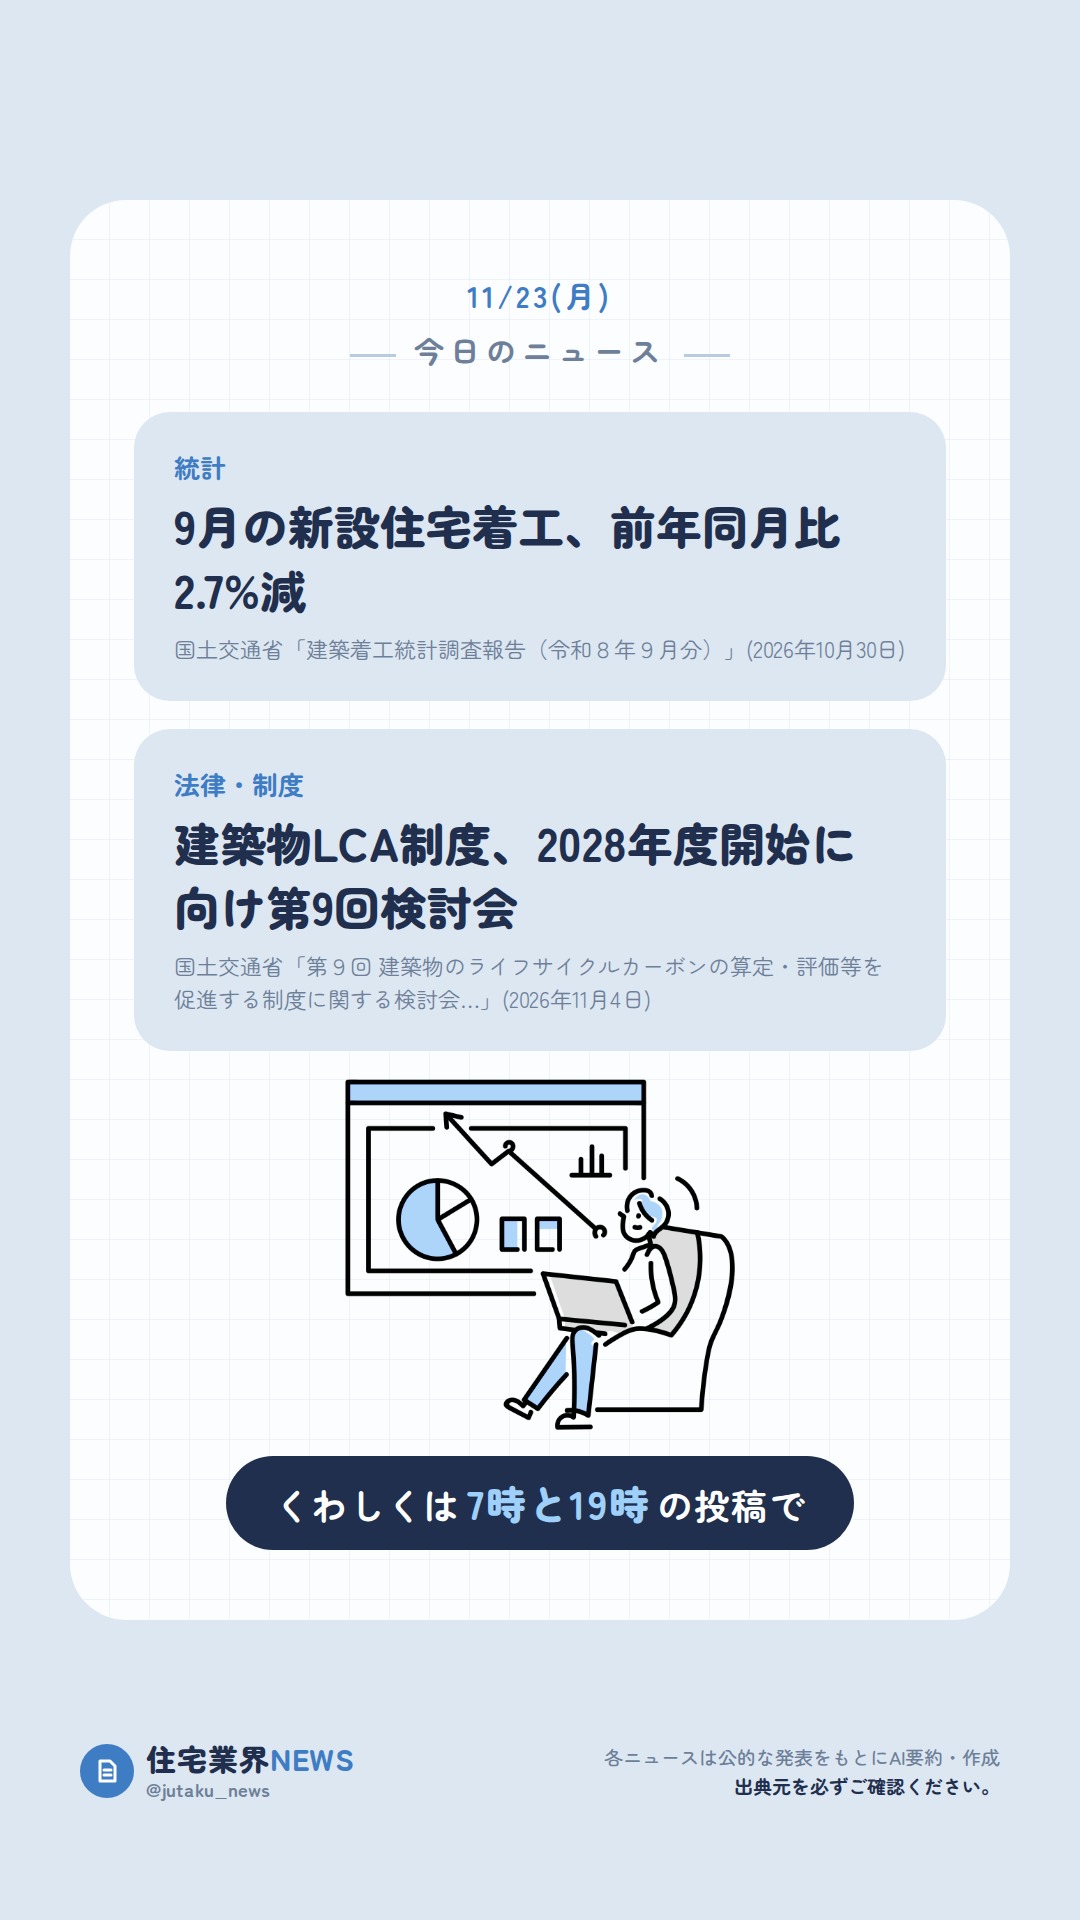 11/23(月)
今日のニュース
統計
9月の新設住宅着工、前年同月比
2.7%減
国土交通省「建築着工統計調査報告（令和８年９月分）」(2026年10月30日)
法律・制度
建築物LCA制度、2028年度開始に
向け第9回検討会
国土交通省「第９回 建築物のライフサイクルカーボンの算定・評価等を
促進する制度に関する検討会…」(2026年11月4日)
くわしくは 7時と19時 の投稿で
住宅業界NEWS
@jutaku_news
各ニュースは公的な発表をもとにAI要約・作成
出典元を必ずご確認ください。